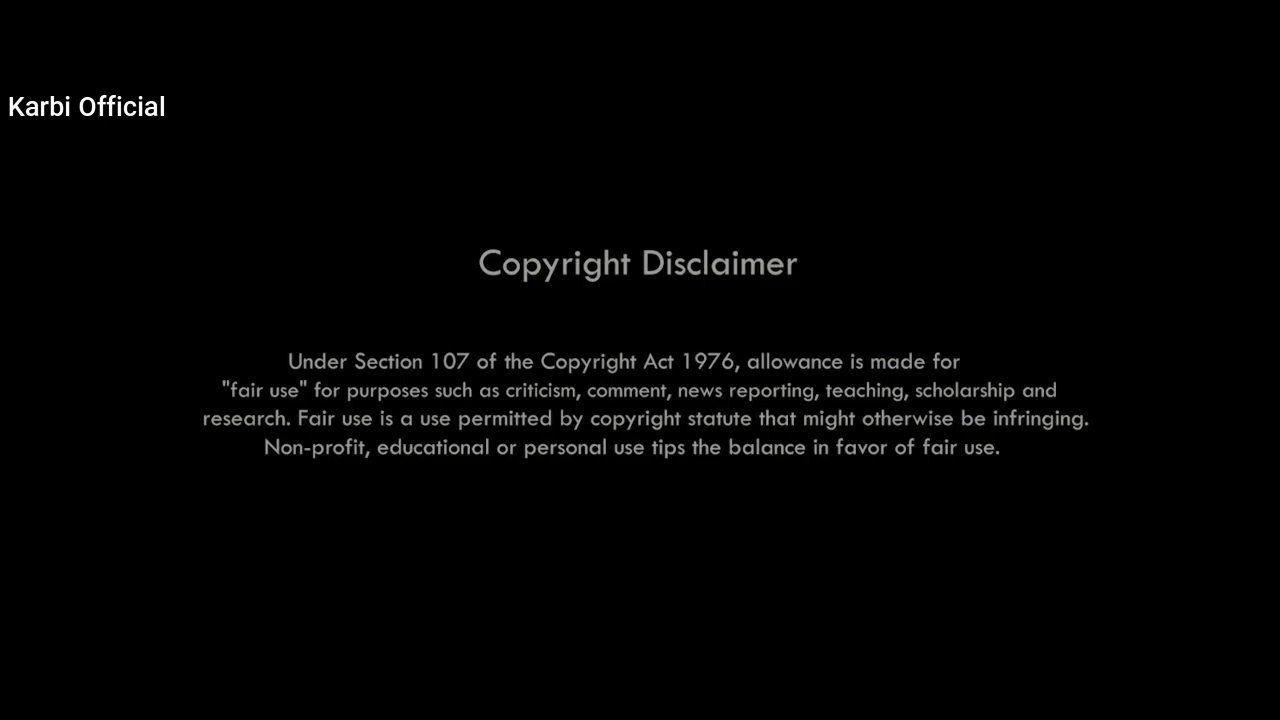 Karbi Official
Copyright Disclaimer
Under Section 107 of the Copyright Act 1976, allowance is made for
"fair use" for purposes such as criticism, comment, news reporting, teaching, scholarship and
research. Fair use is a use permitted by copyright statute that might otherwise be infringing.
Non-profit, educational or personal use tips the balance in favor of fair use.